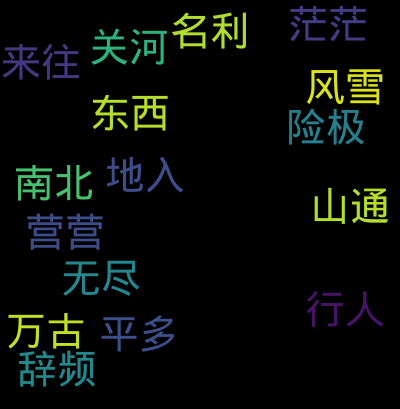 名利
茫茫
关河
来往
风雪
东西
险极
地入
南北
山通
营营
无尽
行人
万古
平多
辞频